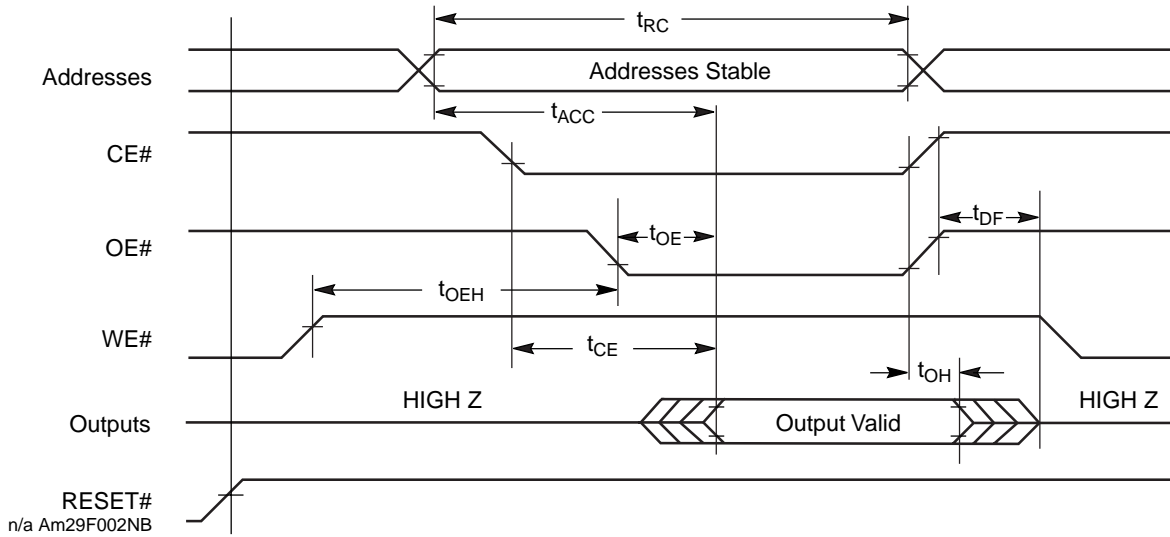 tRC
Addresses
Addresses Stable
tACC
CE#
tDF
OE#
tOE
tOEH
WE#
tCE
tOH
HIGH Z
HIGH Z
Outputs
Output Valid
RESET#
n/a Am29F002NB